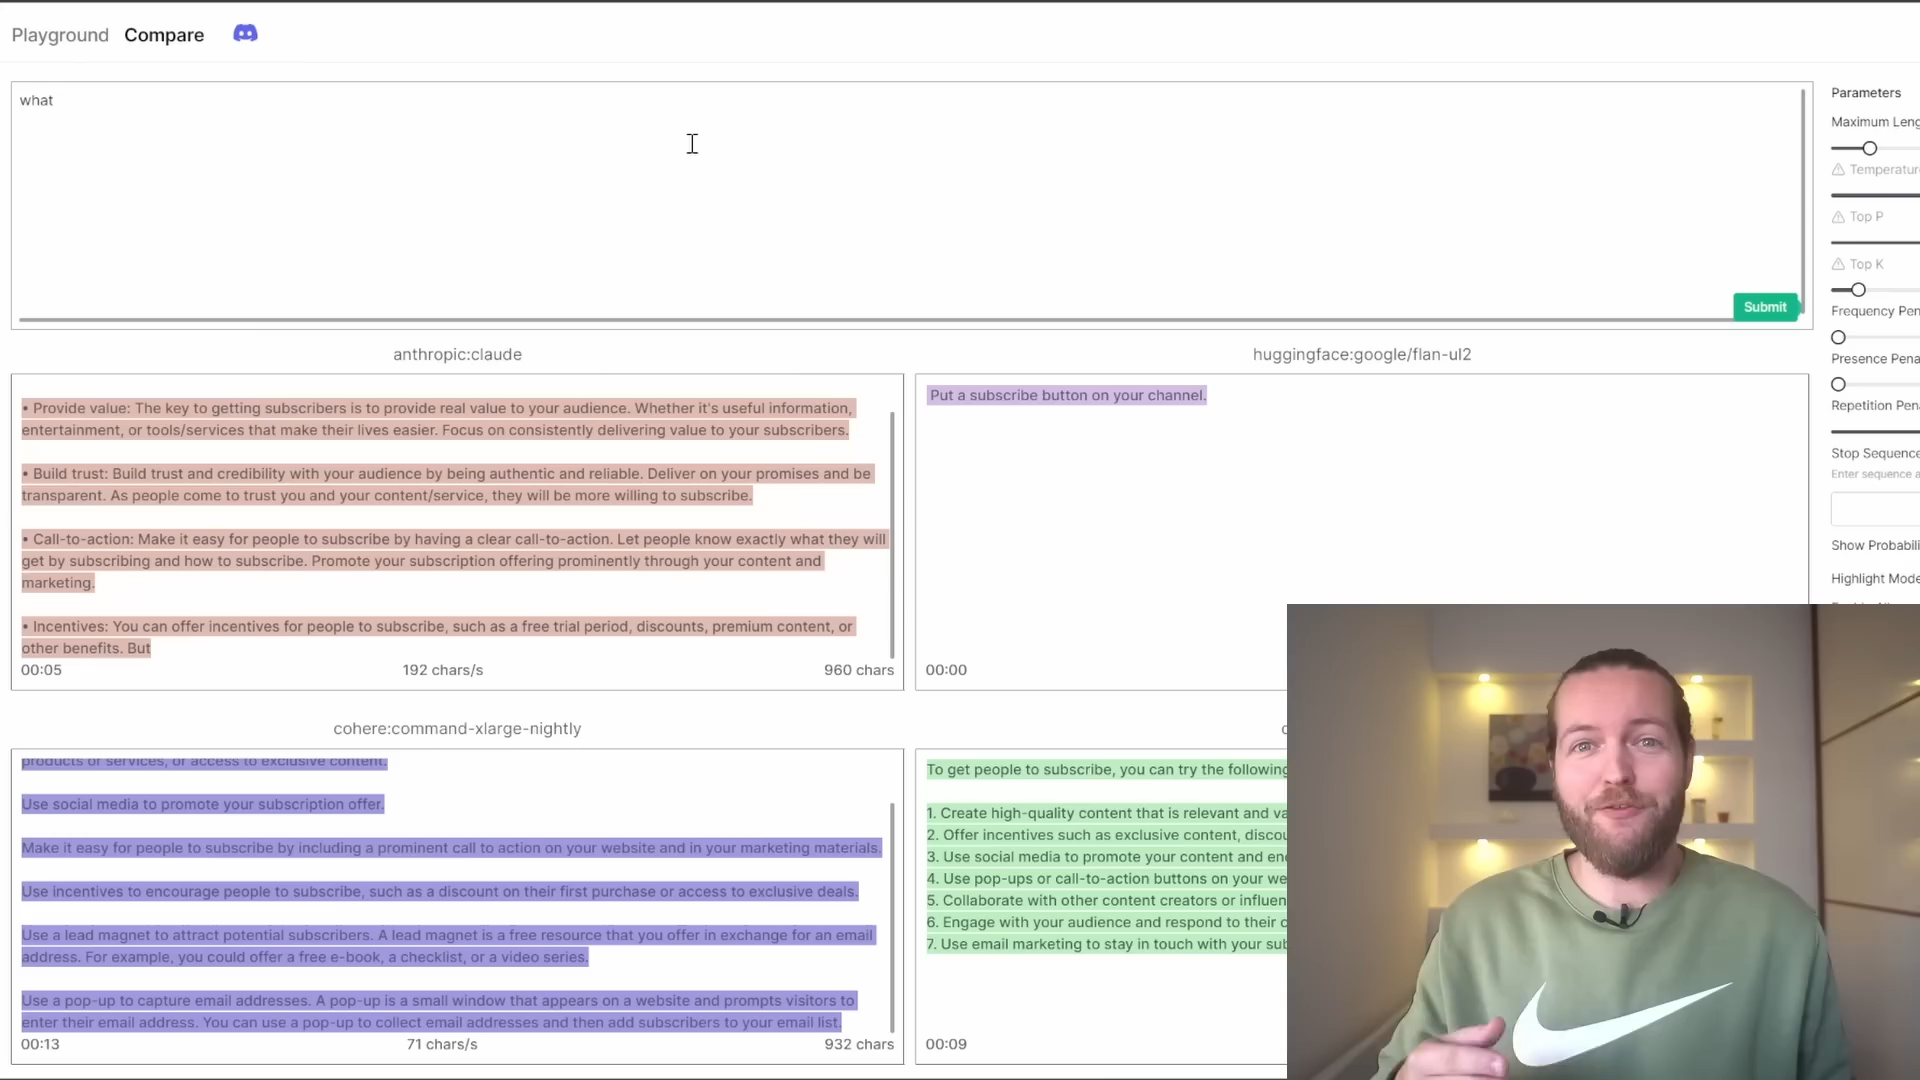 Playground Compare
what
Submit
Parameters
Maximum Leng
Temperatur
Top P
Top K
Frequency Pen
Presence Pena
Repetition Pen
Stop Sequence
Enter sequence a
Show Probabili
Highlight Mode
anthropic:claude
• Provide value: The key to getting subscribers is to provide real value to your audience. Whether it's useful information,
entertainment, or tools/services that make their lives easier. Focus on consistently delivering value to your subscribers.
• Build trust: Build trust and credibility with your audience by being authentic and reliable. Deliver on your promises and be
transparent. As people come to trust you and your content/service, they will be more willing to subscribe.
• Call-to-action: Make it easy for people to subscribe by having a clear call-to-action. Let people know exactly what they will
get by subscribing and how to subscribe. Promote your subscription offering prominently through your content and
marketing.
• Incentives: You can offer incentives for people to subscribe, such as a free trial period, discounts, premium content, or
other benefits. But
00:05 192 chars/s 960 chars
huggingface:google/flan-ul2
Put a subscribe button on your channel.
00:00
cohere:command-xlarge-nightly
products or services, or access to exclusive content.
Use social media to promote your subscription offer.
Make it easy for people to subscribe by including a prominent call to action on your website and in your marketing materials.
Use incentives to encourage people to subscribe, such as a discount on their first purchase or access to exclusive deals.
Use a lead magnet to attract potential subscribers. A lead magnet is a free resource that you offer in exchange for an email
address. For example, you could offer a free e-book, a checklist, or a video series.
Use a pop-up to capture email addresses. A pop-up is a small window that appears on a website and prompts visitors to
enter their email address. You can use a pop-up to collect email addresses and then add subscribers to your email list.
00:13 71 chars/s 932 chars
To get people to subscribe, you can try the following
1. Create high-quality content that is relevant and va
2. Offer incentives such as exclusive content, discou
3. Use social media to promote your content and en
4. Use pop-ups or call-to-action buttons on your we
5. Collaborate with other content creators or influen
6. Engage with your audience and respond to their c
7. Use email marketing to stay in touch with your sub
00:09